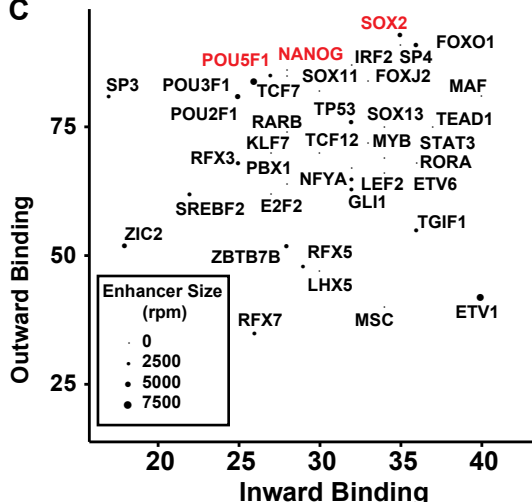 C
SOX2
FOXO1
POU5F1 NANOG IRF2 SP4
SP3 POU3F1 TCF7 SOX11 FOXJ2 MAF
POU2F1 TP53 SOX13 TEAD1
75 RARB
KLF7 TCF12 MYB STAT3
RFX3 PBX1 NFYA LEF2 ETV6 RORA
SREBF2 E2F2 GLI1 TGIF1
ZIC2
50 ZBTB7B RFX5
LHX5
RFX7 MSC ETV1
25
Enhancer Size
(rpm)
0
2500
5000
7500
Outward Binding
20 25 30 35 40
Inward Binding